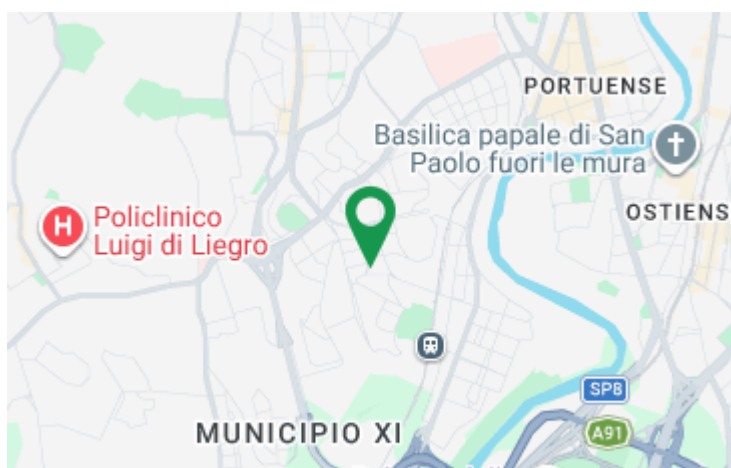 PORTUENSE
Basilica papale di San
Paolo fuori le mura
OSTIENS
H
Policlinico
Luigi di Liegro
SP8
MUNICIPIO XI
A91